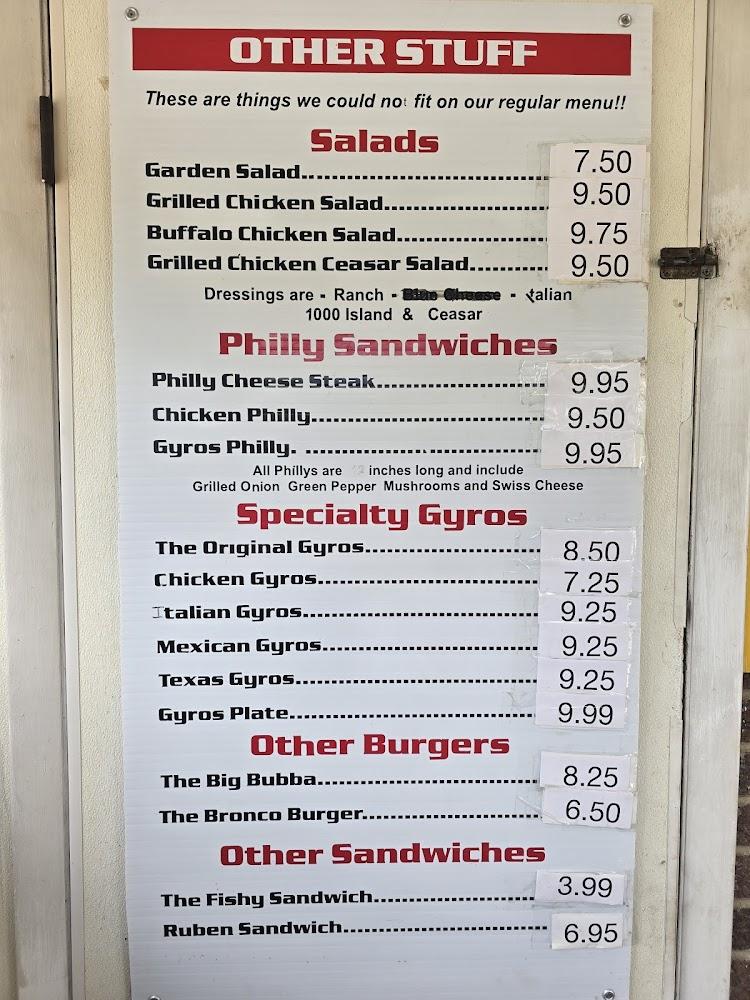 OTHER STUFF
These are things we could not fit on our regular menu!!
Salads
Garden Salad.............................. 7.50
Grilled Chicken Salad.................... 9.50
Buffalo Chicken Salad.................. 9.75
Grilled Chicken Ceasar Salad......... 9.50
Dressings are - Ranch - Blue Cheese - talian
1000 Island & Ceasar
Philly Sandwiches
Philly Cheese Steak..................... 9.95
Chicken Philly............................. 9.50
Gyros Philly. ............................. 9.95
All Phillys are 12 inches long and include
Grilled Onion Green Pepper Mushrooms and Swiss Cheese
Specialty Gyros
The Original Gyros...................... 8.50
Chicken Gyros............................ 7.25
Italian Gyros.............................. 9.25
Mexican Gyros........................... 9.25
Texas Gyros.............................. 9.25
Gyros Plate............................... 9.99
Other Burgers
The Big Bubba........................... 8.25
The Bronco Burger...................... 6.50
Other Sandwiches
The Fishy Sandwich.................... 3.99
Ruben Sandwich......................... 6.95